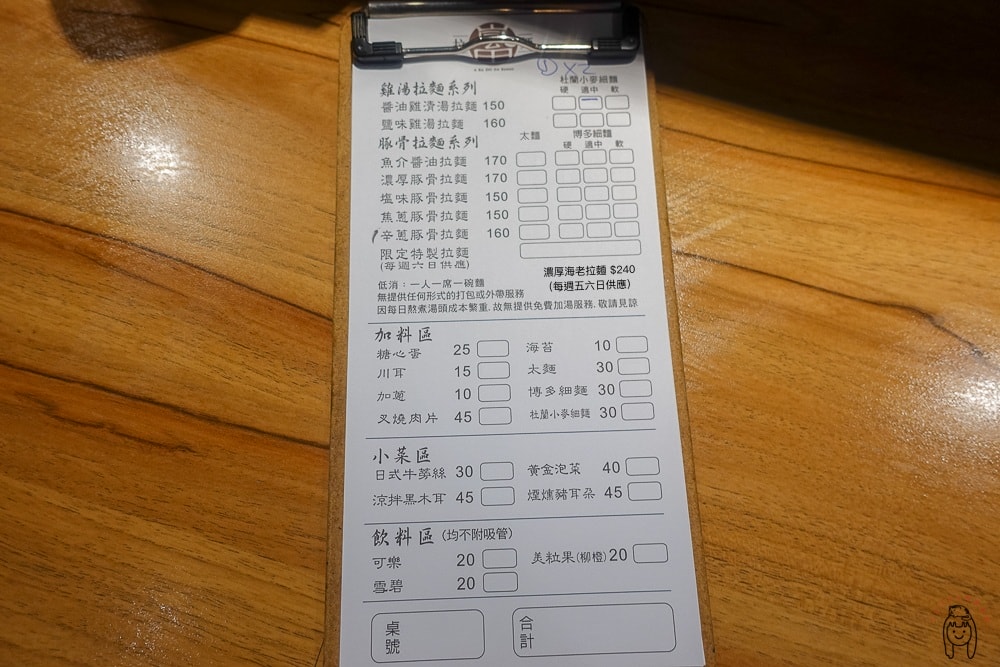 ①x2
雞湯拉麵系列 杜蘭小麥細麵
硬 適中 軟
醬油雞清湯拉麵 150
鹽味雞湯拉麵 160
豚骨拉麵系列 太麵 博多細麵
硬 適中 軟
魚介醬油拉麵 170
濃厚豚骨拉麵 170
塩味豚骨拉麵 150
焦蔥豚骨拉麵 150
辛蔥豚骨拉麵 160
限定特製拉麵
(每週六日供應)
濃厚海老拉麵 $240
(每週五六日供應)
低消：一人一席一碗麵
無提供任何形式的打包或外帶服務
因每日熬煮湯頭成本繁重, 故無提供免費加湯服務, 敬請見諒
加料區
糖心蛋 25 海苔 10
川耳 15 太麵 30
加蔥 10 博多細麵 30
叉燒肉片 45 杜蘭小麥細麵 30
小菜區
日式牛蒡絲 30 黃金泡菜 40
涼拌黑木耳 45 煙燻豬耳朵 45
飲料區 (均不附吸管)
可樂 20 美粒果(柳橙) 20
雪碧 20
桌號 合計